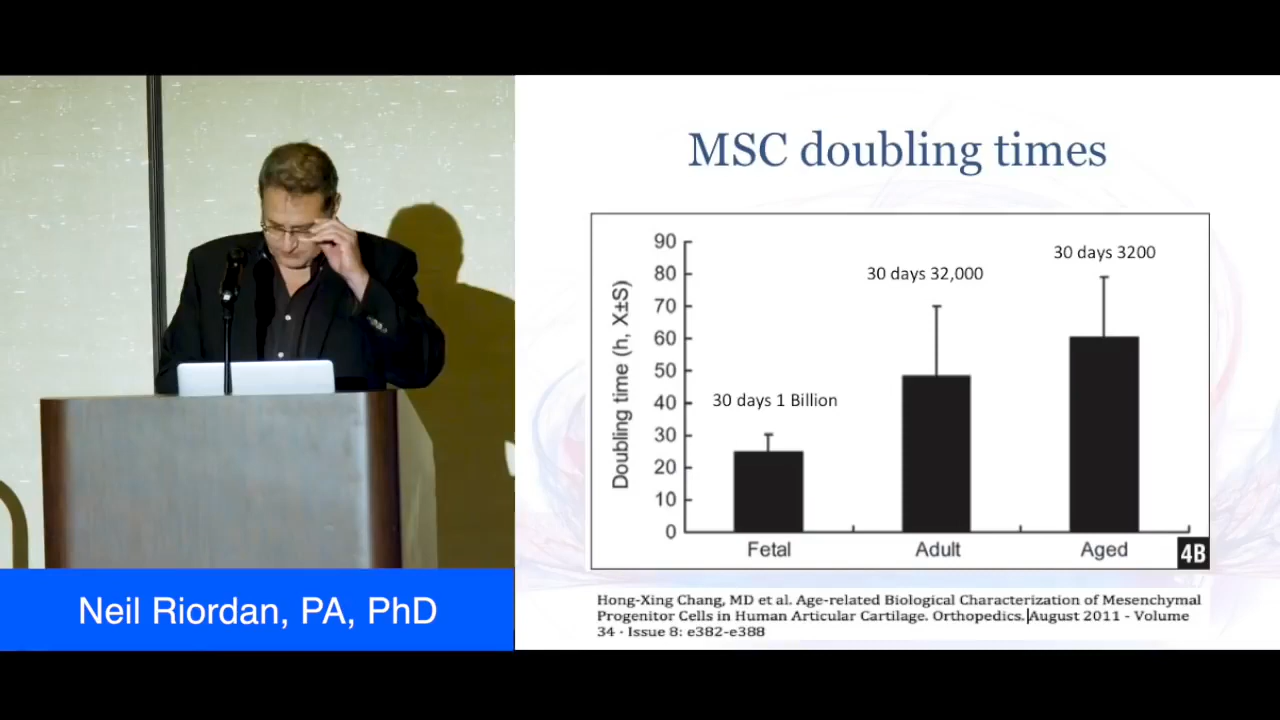 MSC doubling times
Doubling time (h, X±S)
90
80
70
60
50
40
30
20
10
0
30 days 1 Billion
30 days 32,000
30 days 3200
Fetal
Adult
Aged
4B
Hong-Xing Chang, MD et al. Age-related Biological Characterization of Mesenchymal
Progenitor Cells in Human Articular Cartilage. Orthopedics. August 2011 - Volume
34 · Issue 8: e382-e388
Neil Riordan, PA, PhD